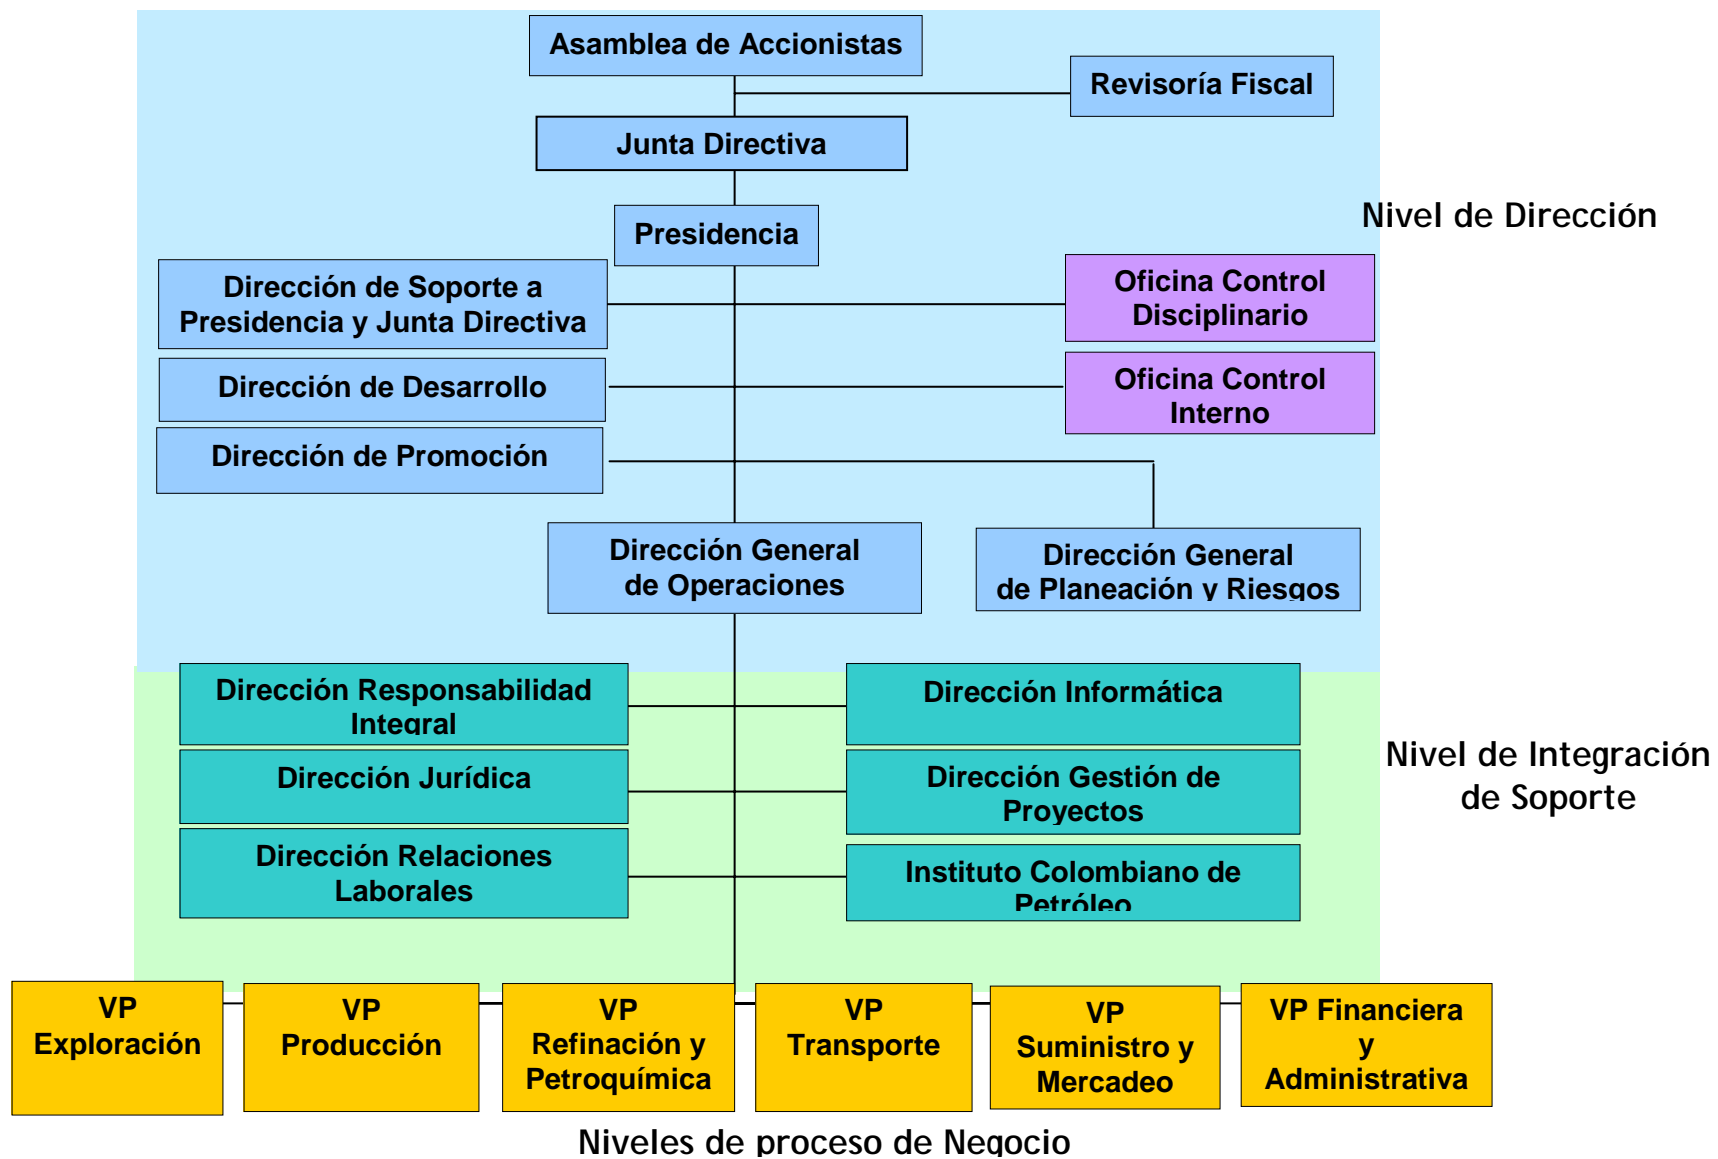 Asamblea de Accionistas
Revisoría Fiscal
Junta Directiva
Nivel de Dirección
Presidencia
Dirección de Soporte a
Presidencia y Junta Directiva
Oficina Control
Disciplinario
Dirección de Desarrollo
Oficina Control
Interno
Dirección de Promoción
Dirección General
de Operaciones
Dirección General
de Planeación y Riesgos
Dirección Responsabilidad
Integral
Dirección Informática
Nivel de Integración
de Soporte
Dirección Jurídica
Dirección Gestión de
Proyectos
Dirección Relaciones
Laborales
Instituto Colombiano de
Petróleo
VP
Exploración
VP
Producción
VP
Refinación y
Petroquímica
VP
Transporte
VP
Suministro y
Mercadeo
VP Financiera
y
Administrativa
Niveles de proceso de Negocio